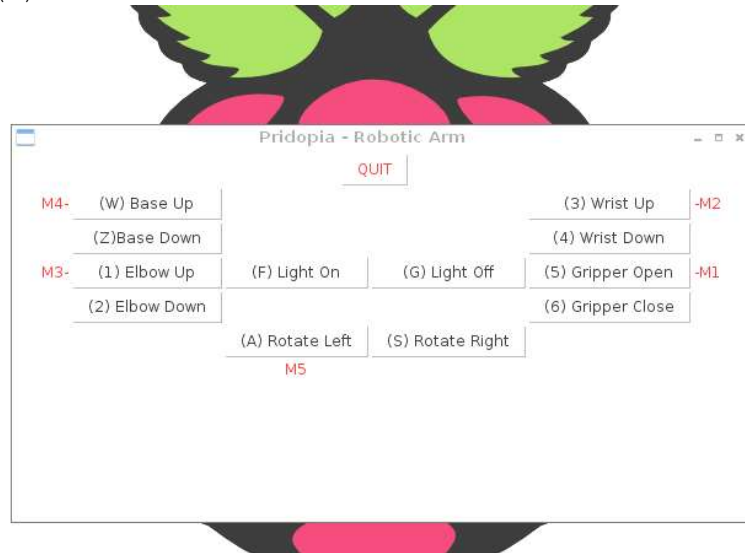 Pridopia - Robotic Arm
QUIT
M4- (W) Base Up (3) Wrist Up -M2
(Z)Base Down (4) Wrist Down
M3- (1) Elbow Up (F) Light On (G) Light Off (5) Gripper Open -M1
(2) Elbow Down (6) Gripper Close
(A) Rotate Left (S) Rotate Right
M5